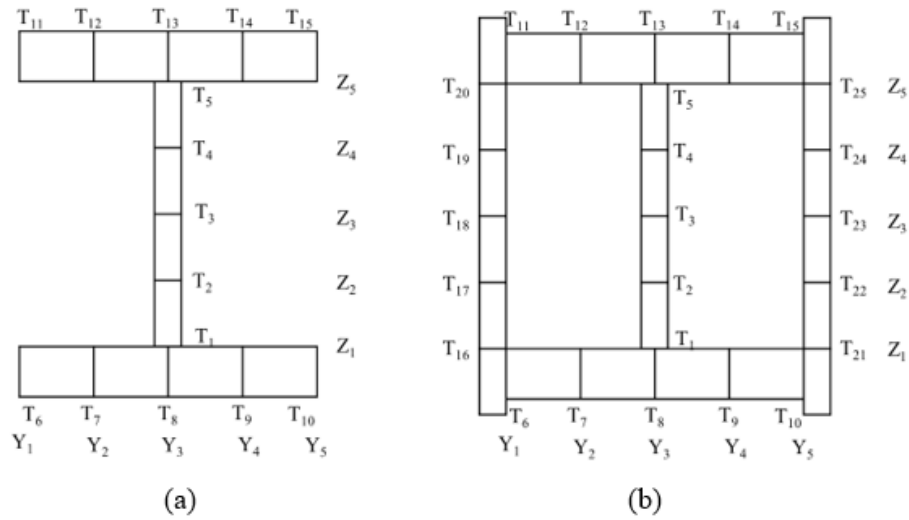 T₁₁ T₁₂ T₁₃ T₁₄ T₁₅
T₅ Z₅
T₄ Z₄
T₃ Z₃
T₂ Z₂
T₁ Z₁
T₆ T₇ T₈ T₉ T₁₀
Y₁ Y₂ Y₃ Y₄ Y₅
(a)
T₁₁ T₁₂ T₁₃ T₁₄ T₁₅
T₂₀ T₅ T₂₅ Z₅
T₁₉ T₄ T₂₄ Z₄
T₁₈ T₃ T₂₃ Z₃
T₁₇ T₂ T₂₂ Z₂
T₁₆ T₁ T₂₁ Z₁
T₆ T₇ T₈ T₉ T₁₀
Y₁ Y₂ Y₃ Y₄ Y₅
(b)